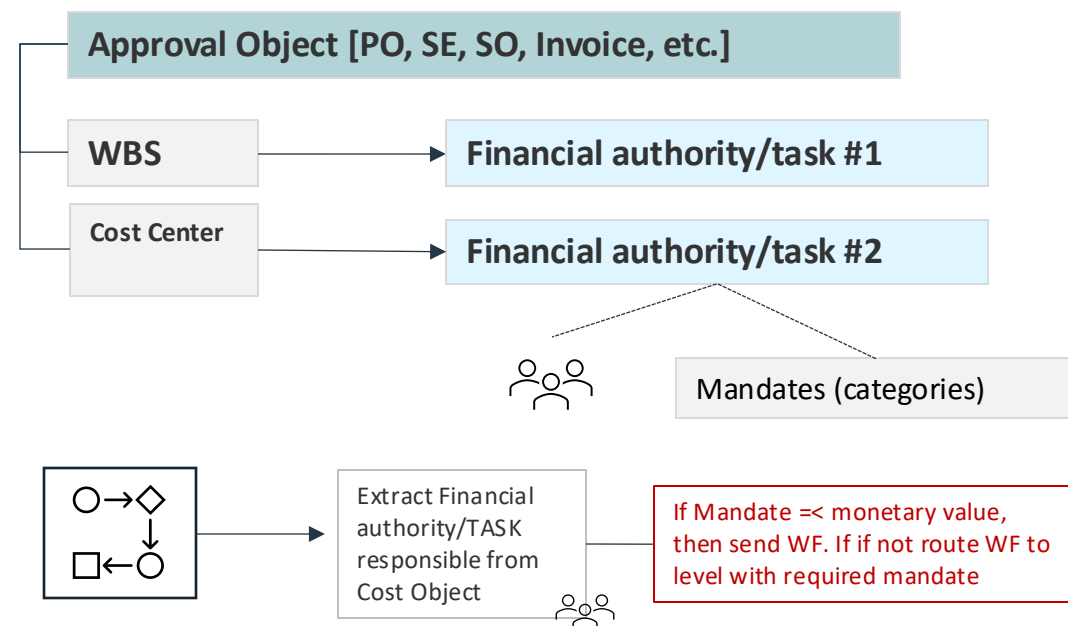 Approval Object [PO, SE, SO, Invoice, etc.]
WBS
Financial authority/task #1
Cost Center
Financial authority/task #2
Mandates (categories)
Extract Financial
authority/TASK
responsible from
Cost Object
If Mandate =< monetary value,
then send WF. If if not route WF to
level with required mandate